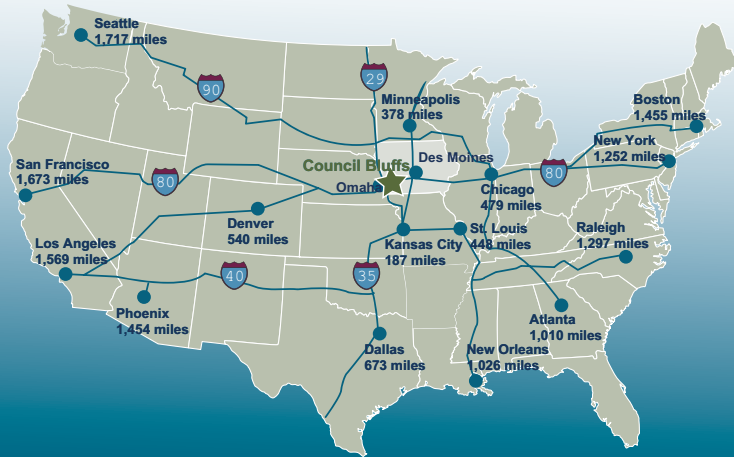 Seattle
1,717 miles
90
29
Minneapolis
378 miles
Boston
1,455 miles
New York
1,252 miles
San Francisco
1,673 miles
80
Council Bluffs
Des Moines
Omaha
80
Chicago
479 miles
Denver
540 miles
Los Angeles
1,569 miles
Kansas City
187 miles
St. Louis
448 miles
Raleigh
1,297 miles
40
35
Phoenix
1,454 miles
Atlanta
1,010 miles
Dallas
673 miles
New Orleans
1,026 miles